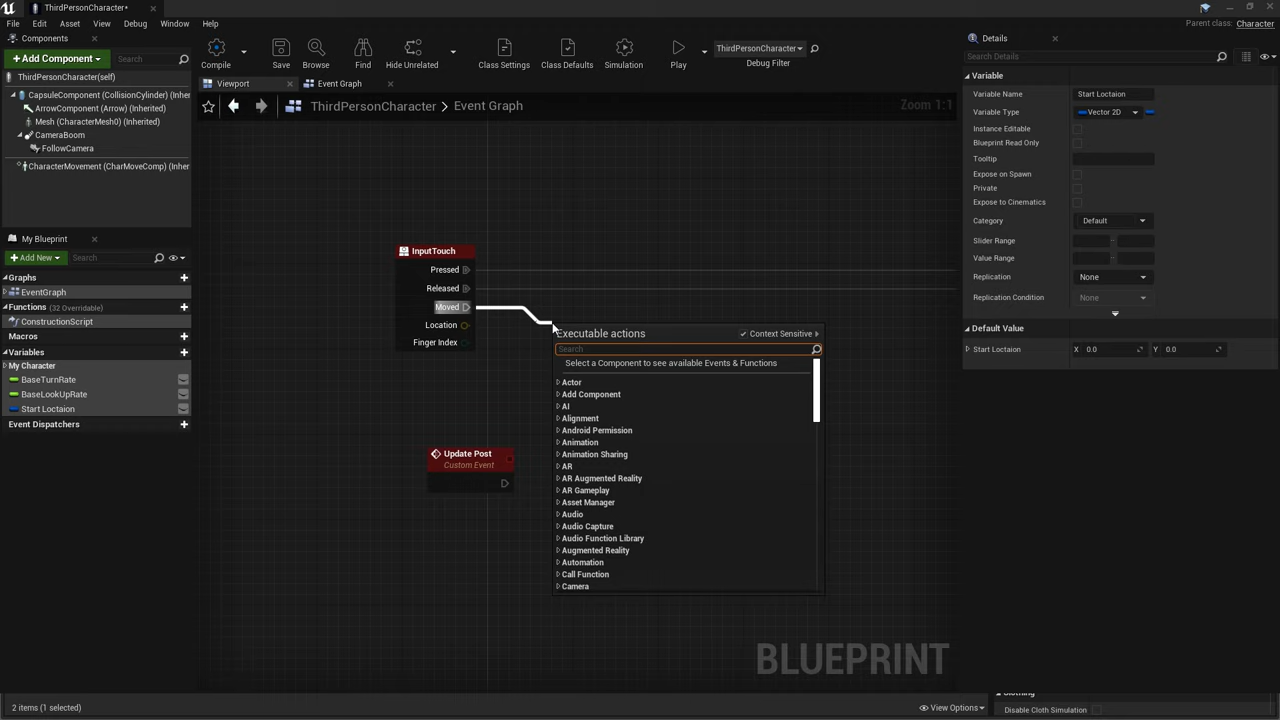 ThirdPersonCharacter*
File Edit Asset View Debug Window Help
Parent class: Character
Components
+ Add Component
Search
ThirdPersonCharacter(self)
CapsuleComponent (CollisionCylinder) (Inher
ArrowComponent (Arrow) (Inherited)
Mesh (CharacterMesh0) (Inherited)
CameraBoom
FollowCamera
CharacterMovement (CharMoveComp) (Inher
Compile
Save
Browse
Find
Hide Unrelated
Class Settings
Class Defaults
Simulation
Play
ThirdPersonCharacter
Debug Filter
Viewport
Event Graph
ThirdPersonCharacter > Event Graph
Zoom 1:1
My Blueprint
+ Add New
Search
Graphs
EventGraph
Functions (32 Overridable)
ConstructionScript
Macros
Variables
My Character
BaseTurnRate
BaseLookUpRate
Start Loctaion
Event Dispatchers
InputTouch
Pressed
Released
Moved
Location
Finger Index
Update Post
Custom Event
Executable actions
Context Sensitive
Search
Select a Component to see available Events & Functions
Actor
Add Component
AI
Alignment
Android Permission
Animation
Animation Sharing
AR
AR Augmented Reality
AR Gameplay
Asset Manager
Audio
Audio Capture
Audio Function Library
Augmented Reality
Automation
Call Function
Camera
BLUEPRINT
Details
Search Details
Variable
Variable Name Start Loctaion
Variable Type Vector 2D
Instance Editable
Blueprint Read Only
Tooltip
Expose on Spawn
Private
Expose to Cinematics
Category Default
Slider Range
Value Range
Replication None
Replication Condition None
Default Value
Start Loctaion X 0.0 Y 0.0
2 items (1 selected)
View Options
Clothing
Disable Cloth Simulation